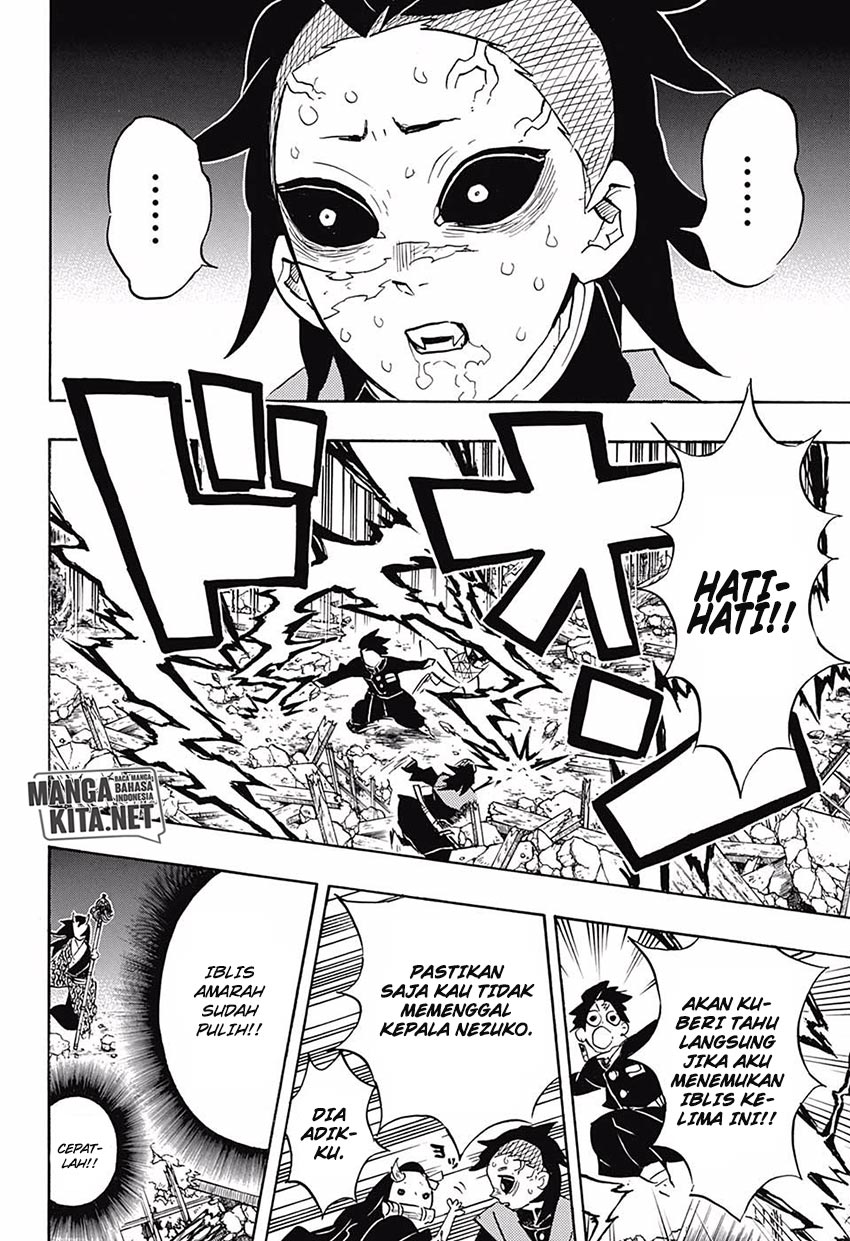 ......
......
HATI-
HATI!!
ドオン
MANGA
KITA.NET
BACA MANGA
BAHASA
INDONESIA
AKAN KU-
BERI TAHU
LANGSUNG
JIKA AKU
MENEMUKAN
IBLIS KE-
LIMA INI!!
PASTIKAN
SAJA KAU TIDAK
MEMENGGAL
KEPALA NEZUKO.
DIA
ADIK-
KU.
IBLIS
AMARAH
SUDAH
PULIH!!
CEPAT-
LAH!!